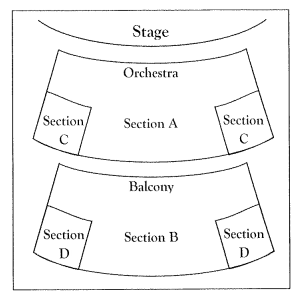 Stage
Orchestra
Section
C
Section A
Section
C
Balcony
Section
D
Section B
Section
D